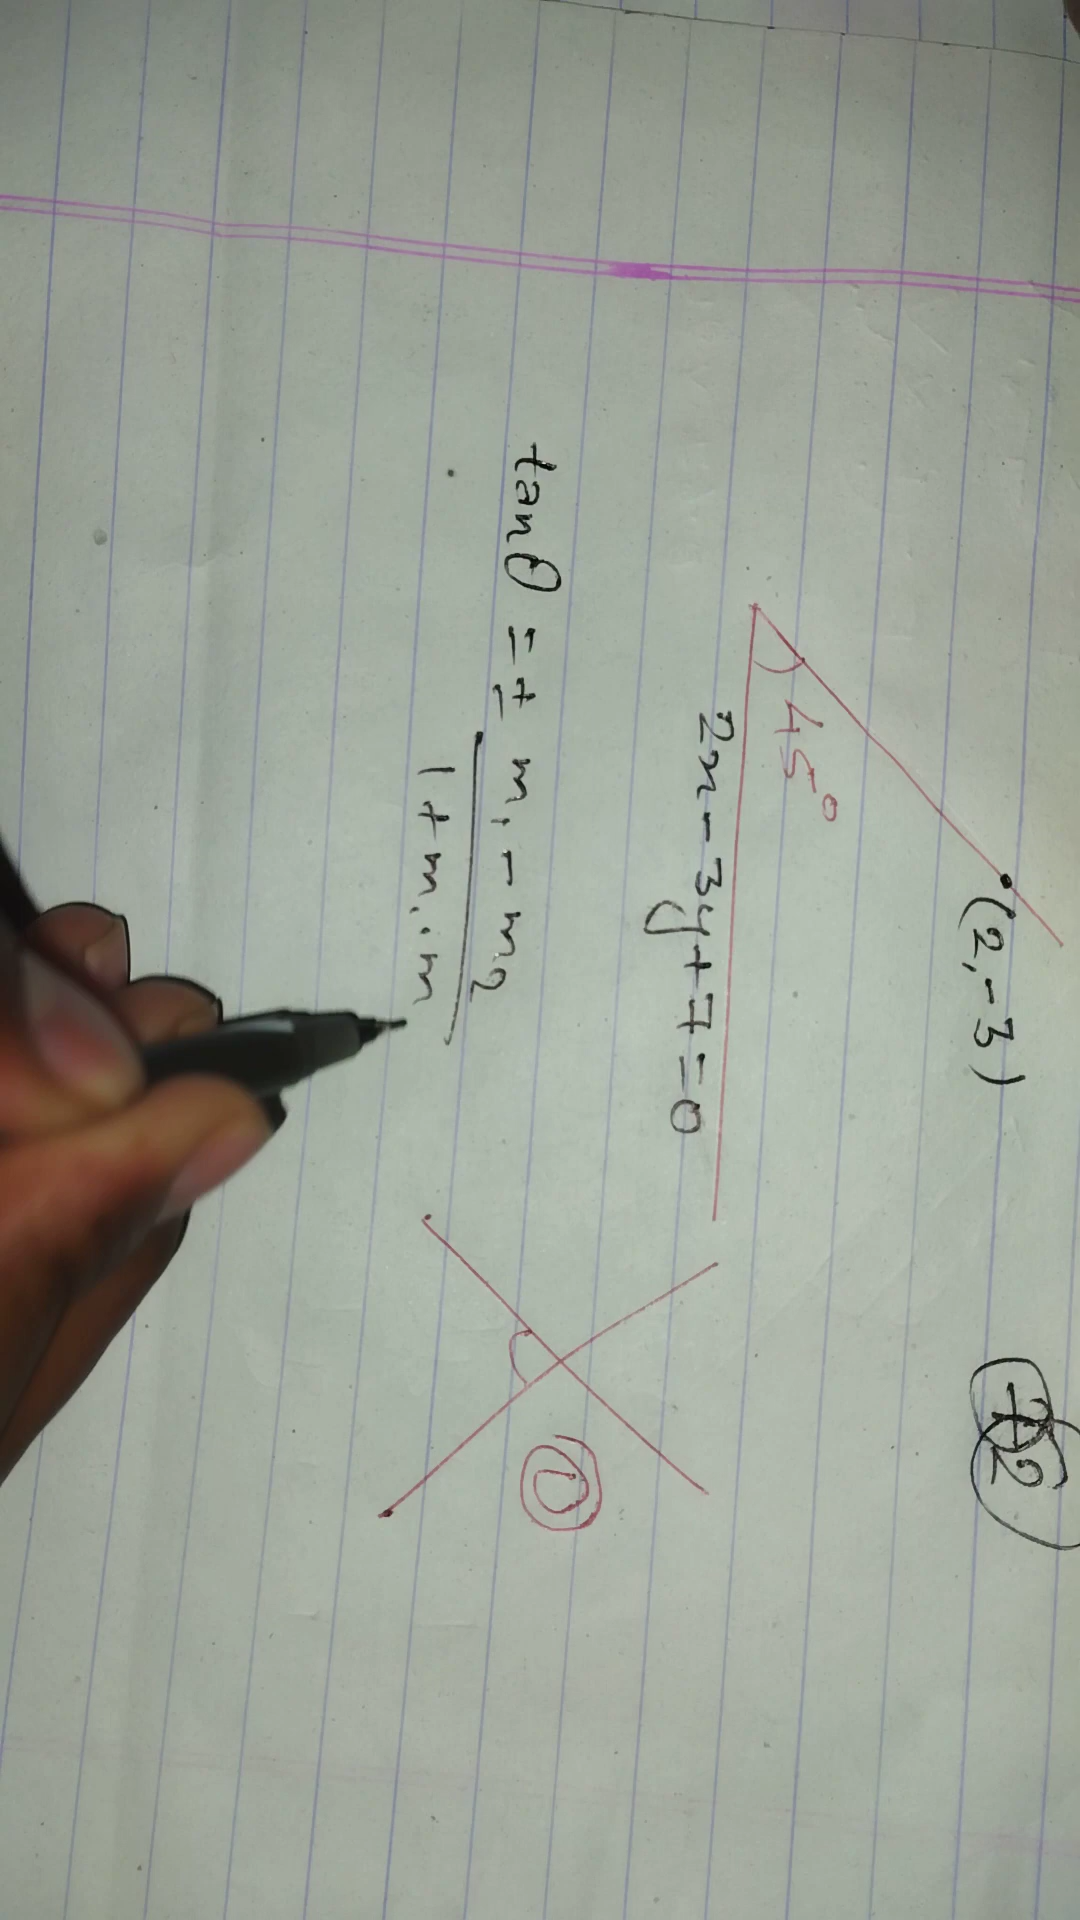 (2,-3)
45°
2x-3y+7=0
tanθ = ± m₁ - m₂
1 + m₁.m
①